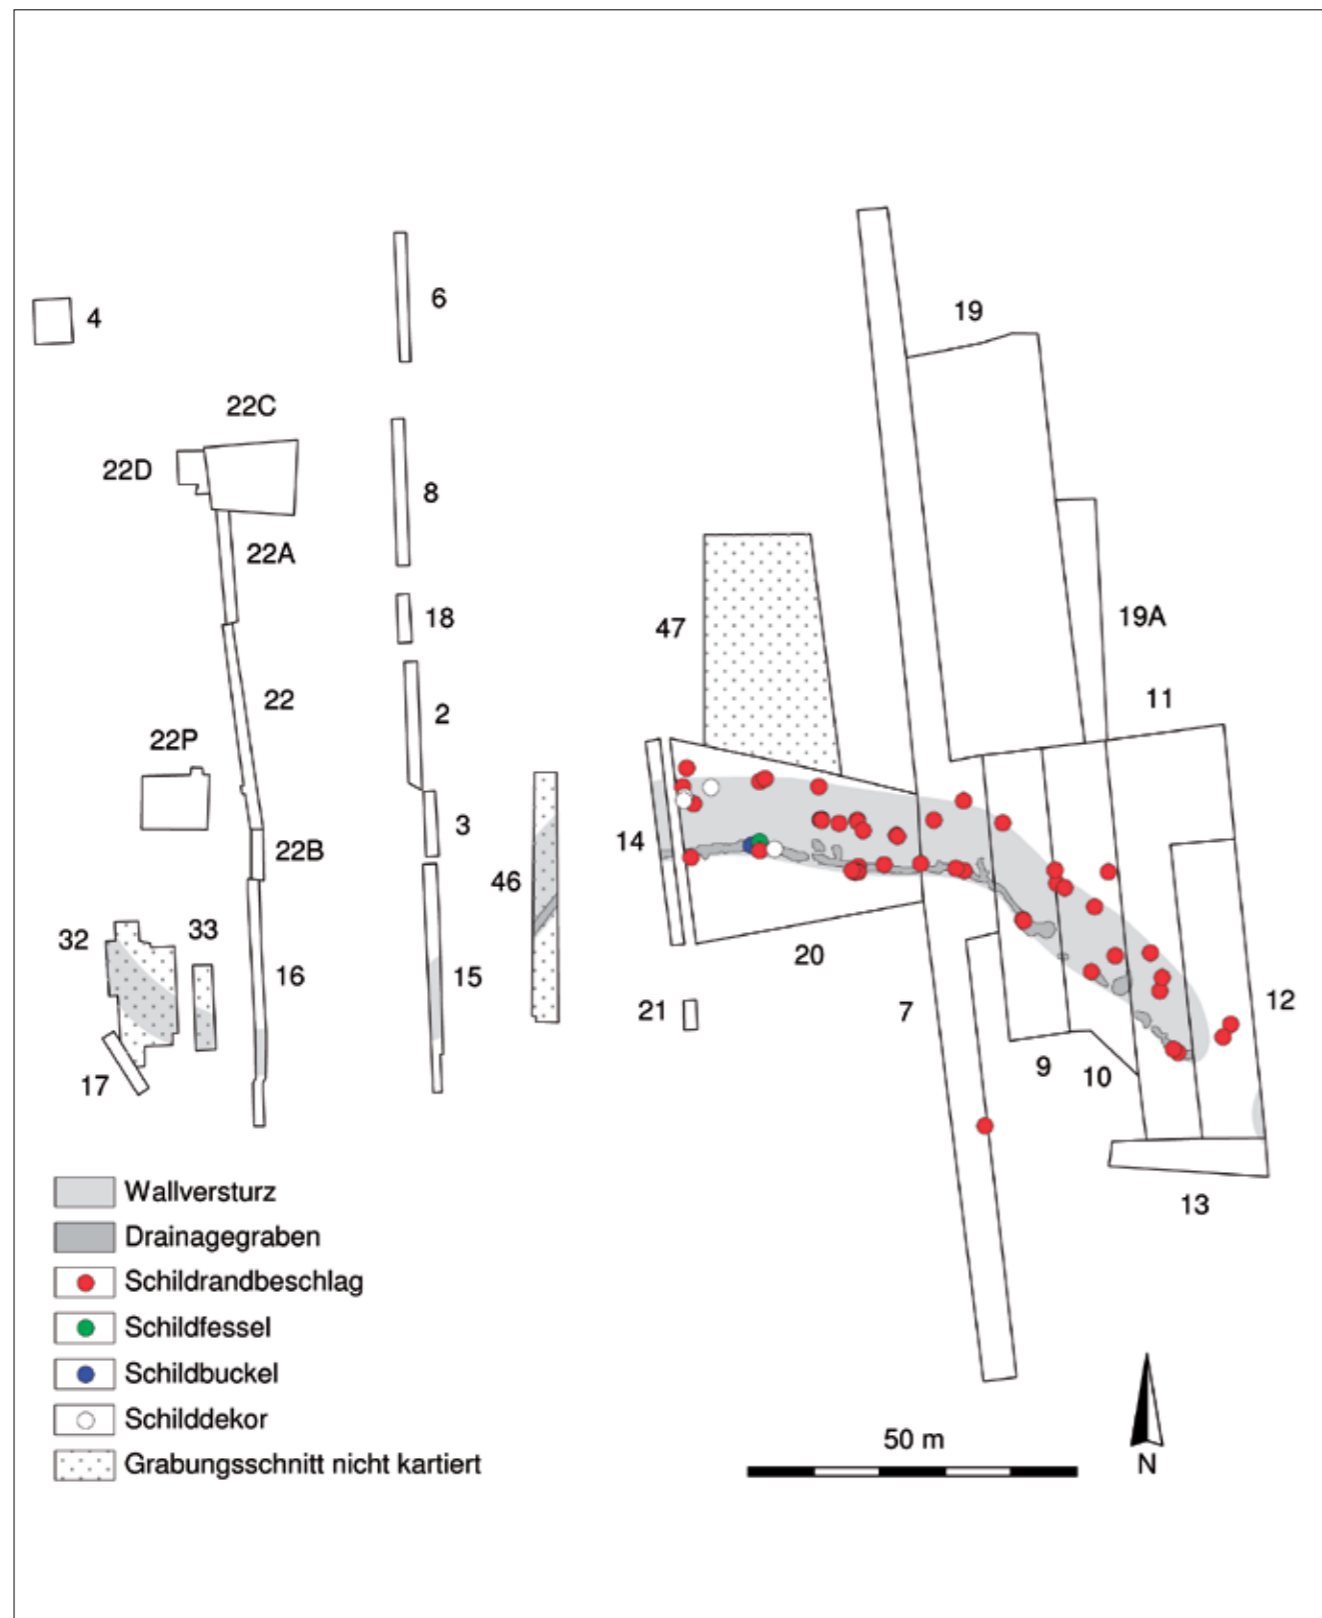 6
4
19
22C
22D
8
22A
18
47
19A
22
2
11
22P
3
14
22B
46
32
33
16
15
20
21
7
12
9
10
17
13
Wallversturz
Drainagegraben
Schildrandbeschlag
Schildfessel
Schildbuckel
Schilddekor
Grabungsschnitt nicht kartiert
50 m
N